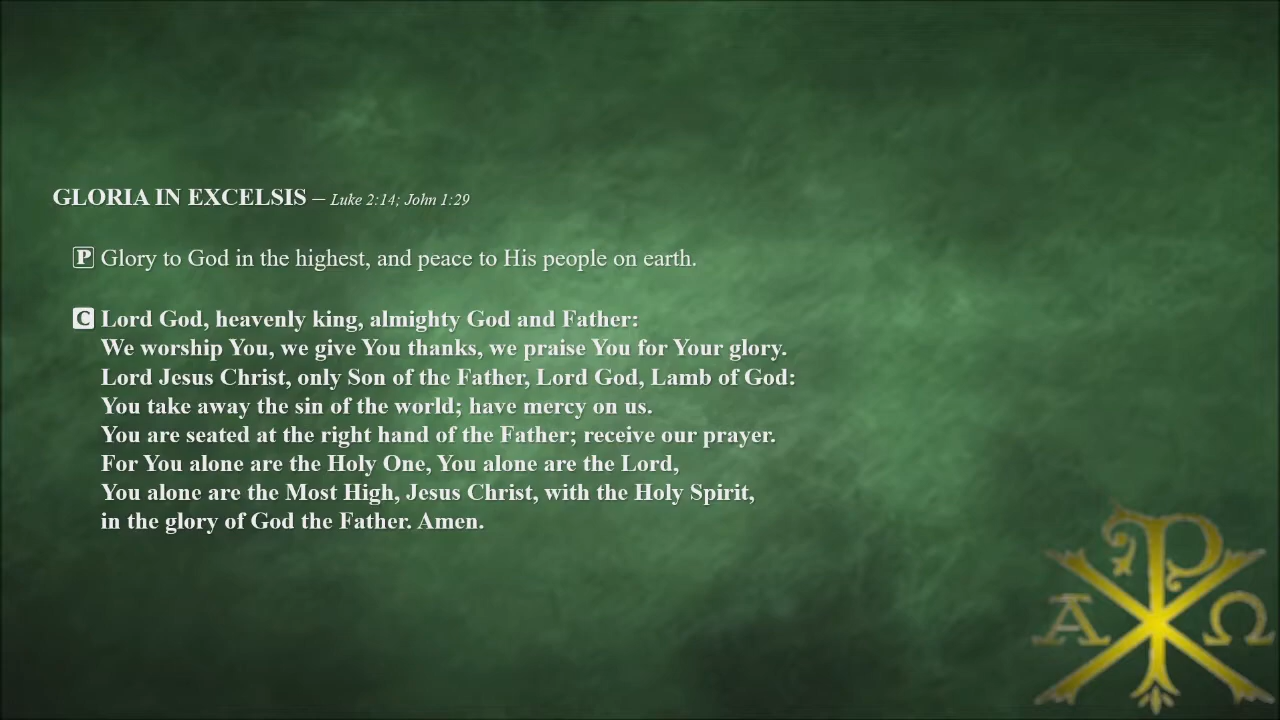 GLORIA IN EXCELSIS – Luke 2:14; John 1:29
P Glory to God in the highest, and peace to His people on earth.
C Lord God, heavenly king, almighty God and Father:
We worship You, we give You thanks, we praise You for Your glory.
Lord Jesus Christ, only Son of the Father, Lord God, Lamb of God:
You take away the sin of the world; have mercy on us.
You are seated at the right hand of the Father; receive our prayer.
For You alone are the Holy One, You alone are the Lord,
You alone are the Most High, Jesus Christ, with the Holy Spirit,
in the glory of God the Father. Amen.
Α Ω